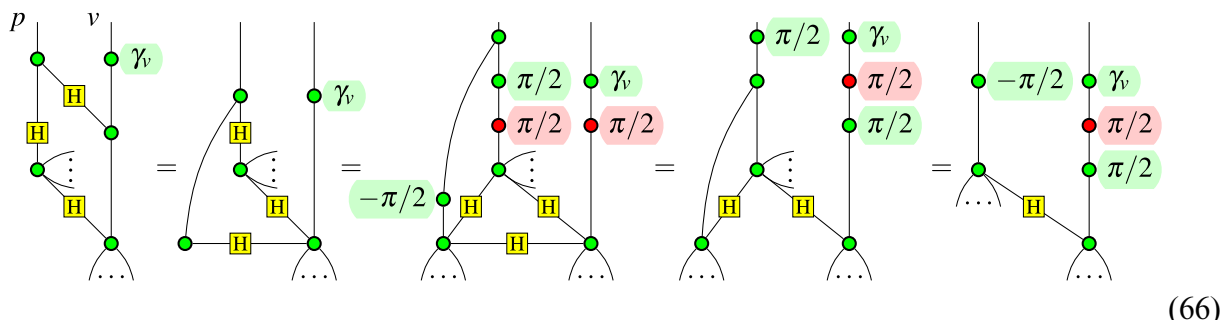 p v
γᵥ
H
H
⋮
H
...
=
γᵥ
H
⋮
H
H
...
=
π/2 γᵥ
π/2 π/2
⋮
−π/2
H H
H
... ...
=
π/2 γᵥ
π/2
π/2
⋮
H H
... ...
=
−π/2 γᵥ
π/2
π/2
...
H
...
(66)